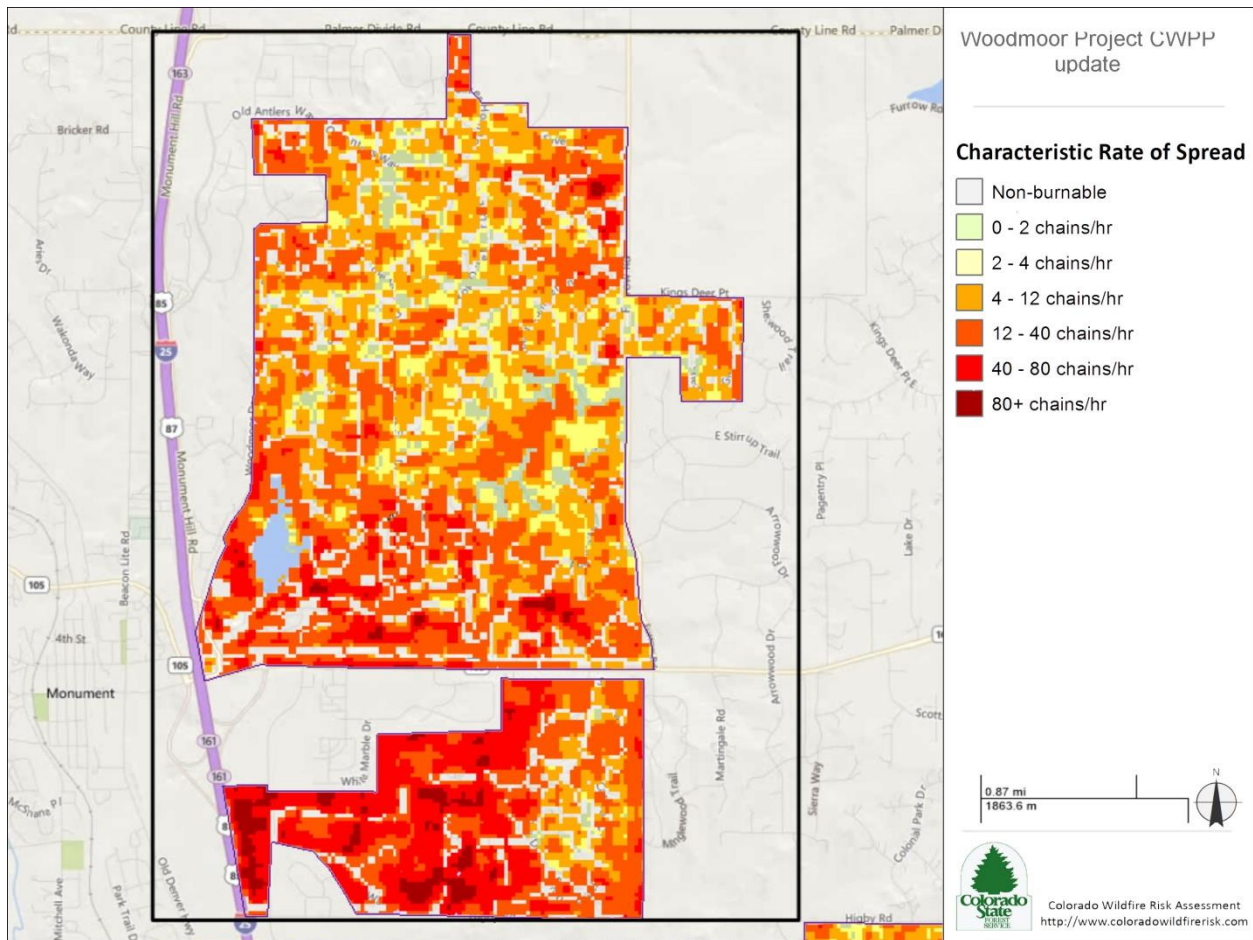 Woodmoor Project CWPP
update
Characteristic Rate of Spread
Non-burnable
0 - 2 chains/hr
2 - 4 chains/hr
4 - 12 chains/hr
12 - 40 chains/hr
40 - 80 chains/hr
80+ chains/hr
N
0.87 mi
1863.6 m
Colorado
State
FOREST
SERVICE
Colorado Wildfire Risk Assessment
http://www.coloradowildfirerisk.com
County Line Rd
Palmer Divide Rd
County Line Rd
County Line Rd
Palmer D
163
Old Antlers Wa
Furrow Rd
Bricker Rd
Monument Hill Rd
Aries Dr
Kings Deer Pt
85
Wakonda Way
25
Kings Deer Pt E
87
E Stirrup Trail
Monument Hill Rd
Pagentry Pl
Arrowwood Dr
Lake Dr
Beacon Lite Rd
105
4th St
Arrowwood Dr
105
Monument
Scott
161
White Marble Dr
Martingale Rd
161
Sierra Way
Colonial Park Dr
Old Denver Hwy
Mitchell Ave
Park Trail D
25
Higby Rd